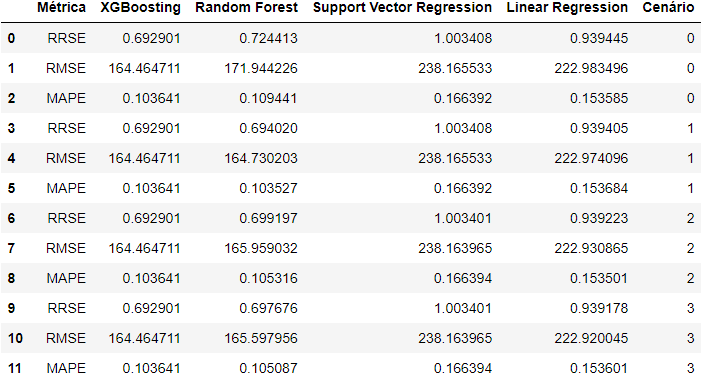 Métrica XGBoosting Random Forest Support Vector Regression Linear Regression Cenário
0 RRSE 0.692901 0.724413 1.003408 0.939445 0
1 RMSE 164.464711 171.944226 238.165533 222.983496 0
2 MAPE 0.103641 0.109441 0.166392 0.153585 0
3 RRSE 0.692901 0.694020 1.003408 0.939405 1
4 RMSE 164.464711 164.730203 238.165533 222.974096 1
5 MAPE 0.103641 0.103527 0.166392 0.153684 1
6 RRSE 0.692901 0.699197 1.003401 0.939223 2
7 RMSE 164.464711 165.959032 238.163965 222.930865 2
8 MAPE 0.103641 0.105316 0.166394 0.153501 2
9 RRSE 0.692901 0.697676 1.003401 0.939178 3
10 RMSE 164.464711 165.597956 238.163965 222.920045 3
11 MAPE 0.103641 0.105087 0.166394 0.153601 3